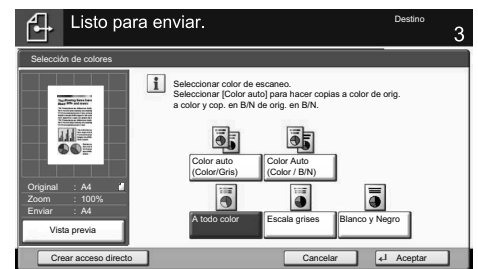 Listo para enviar.
Destino
3
Selección de colores
Seleccionar color de escaneo.
Seleccionar [Color auto] para hacer copias a color de orig.
a color y cop. en B/N de orig. en B/N.
Color auto
(Color/Gris)
Color Auto
(Color / B/N)
A todo color
Escala grises
Blanco y Negro
Original : A4
Zoom : 100%
Enviar : A4
Vista previa
Crear acceso directo
Cancelar
Aceptar